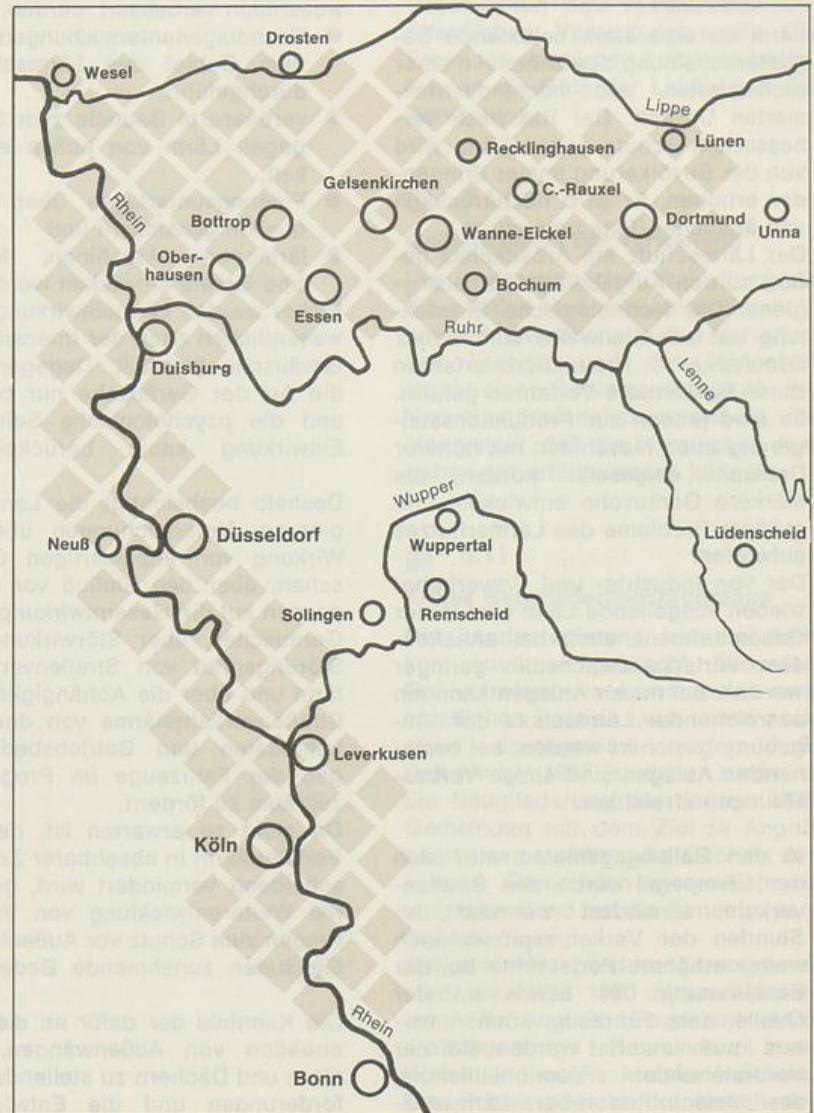 Drosten
Wesel
Lippe
Lünen
Recklinghausen
Rhein
Gelsenkirchen
C.-Rauxel
Bottrop
Wanne-Eickel
Dortmund
Unna
Ober-
hausen
Bochum
Essen
Ruhr
Duisburg
Lenne
Wupper
Neuß
Düsseldorf
Wuppertal
Lüdenscheid
Solingen
Remscheid
Leverkusen
Köln
Rhein
Bonn